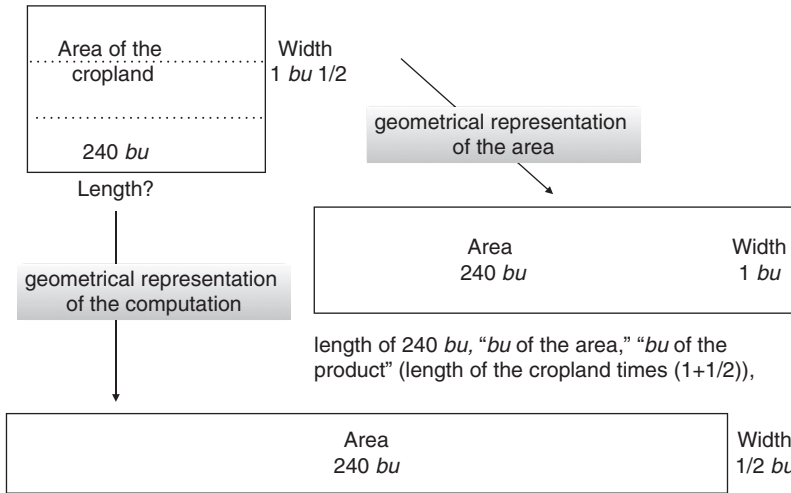 Area of the
cropland
Width
1 bu 1/2
240 bu
Length?
geometrical representation
of the area
geometrical representation
of the computation
Area
240 bu
Width
1 bu
length of 240 bu, “bu of the area,” “bu of the
product” (length of the cropland times (1+1/2)),
Area
240 bu
Width
1/2 bu